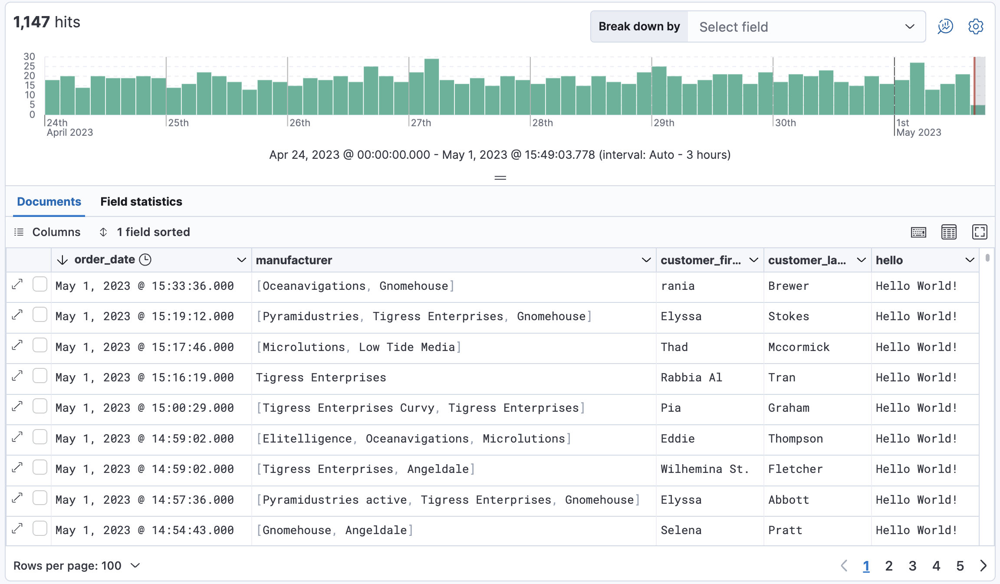 1,147 hits
Break down by Select field
30
25
20
15
10
5
0
24th 25th 26th 27th 28th 29th 30th 1st
April 2023 May 2023
Apr 24, 2023 @ 00:00:00.000 - May 1, 2023 @ 15:49:03.778 (interval: Auto - 3 hours)
Documents Field statistics
Columns 1 field sorted
order_date manufacturer customer_fir... customer_la... hello
May 1, 2023 @ 15:33:36.000 [Oceanavigations, Gnomehouse] rania Brewer Hello World!
May 1, 2023 @ 15:19:12.000 [Pyramidustries, Tigress Enterprises, Gnomehouse] Elyssa Stokes Hello World!
May 1, 2023 @ 15:17:46.000 [Microlutions, Low Tide Media] Thad Mccormick Hello World!
May 1, 2023 @ 15:16:19.000 Tigress Enterprises Rabbia Al Tran Hello World!
May 1, 2023 @ 15:00:29.000 [Tigress Enterprises Curvy, Tigress Enterprises] Pia Graham Hello World!
May 1, 2023 @ 14:59:02.000 [Elitelligence, Oceanavigations, Microlutions] Eddie Thompson Hello World!
May 1, 2023 @ 14:59:02.000 [Tigress Enterprises, Angeldale] Wilhemina St. Fletcher Hello World!
May 1, 2023 @ 14:57:36.000 [Pyramidustries active, Tigress Enterprises, Gnomehouse] Elyssa Abbott Hello World!
May 1, 2023 @ 14:54:43.000 [Gnomehouse, Angeldale] Selena Pratt Hello World!
Rows per page: 100 1 2 3 4 5